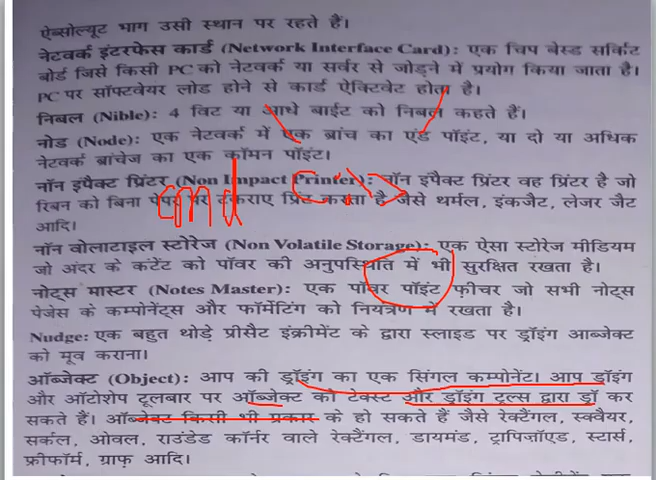 ऐब्सोल्यूट भाग उसी स्थान पर रहते हैं।
नेटवर्क इंटरफेस कार्ड (Network Interface Card): एक चिप बेस्ड सर्किट
बोर्ड जिसे किसी PC को नेटवर्क या सर्वर से जोड़ने में प्रयोग किया जाता है।
PC पर सॉफ्टवेयर लोड होने से कार्ड ऐक्टिवेट होता है।
निबल (Nible): 4 विट या आधे बाईट को निबल कहते हैं।
नोड (Node): एक नेटवर्क में एक ब्रांच का एंड पॉइंट, या दो या अधिक
नेटवर्क ब्रांचेज का एक कॉमन पॉइंट।
नॉन इंपैक्ट प्रिंटर (Non Impact Printer): नॉन इंपैक्ट प्रिंटर वह प्रिंटर है जो
रिबन को बिना पेपर पर टकराए प्रिंट करता है जैसे थर्मल, इंकजैट, लेजर जैट
आदि।
cmd C:\>
नॉन वोलाटाइल स्टोरेज (Non Volatile Storage): एक ऐसा स्टोरेज मीडियम
जो अंदर के कंटेंट को पॉवर की अनुपस्थिति में भी सुरक्षित रखता है।
नोट्स मास्टर (Notes Master): एक पॉवर पॉइंट फ़ीचर जो सभी नोट्स
पेजेस के कम्पोनेंट्स और फॉर्मेटिंग को नियंत्रण में रखता है।
Nudge: एक बहुत थोड़े प्रीसैट इंक्रीमेंट के द्वारा स्लाइड पर ड्रॉइंग आब्जेक्ट
को मूव कराना।
ऑब्जेक्ट (Object): आप की ड्रॉइंग का एक सिंगल कम्पोनेंट। आप ड्रॉइंग
और ऑटोशेप टूलबार पर ऑब्जेक्ट को टेक्स्ट और ड्रॉइंग टूल्स द्वारा ड्रॉ कर
सकते हैं। ऑब्जेक्ट किसी भी प्रकार के हो सकते हैं जैसे रेक्टैंगल, स्क्वैयर,
सर्कल, ओवल, राउंडेड कॉर्नर वाले रेक्टैंगल, डायमंड, ट्रापिज़ॉएड, स्टार्स,
फ्रीफॉर्म, ग्राफ़ आदि।